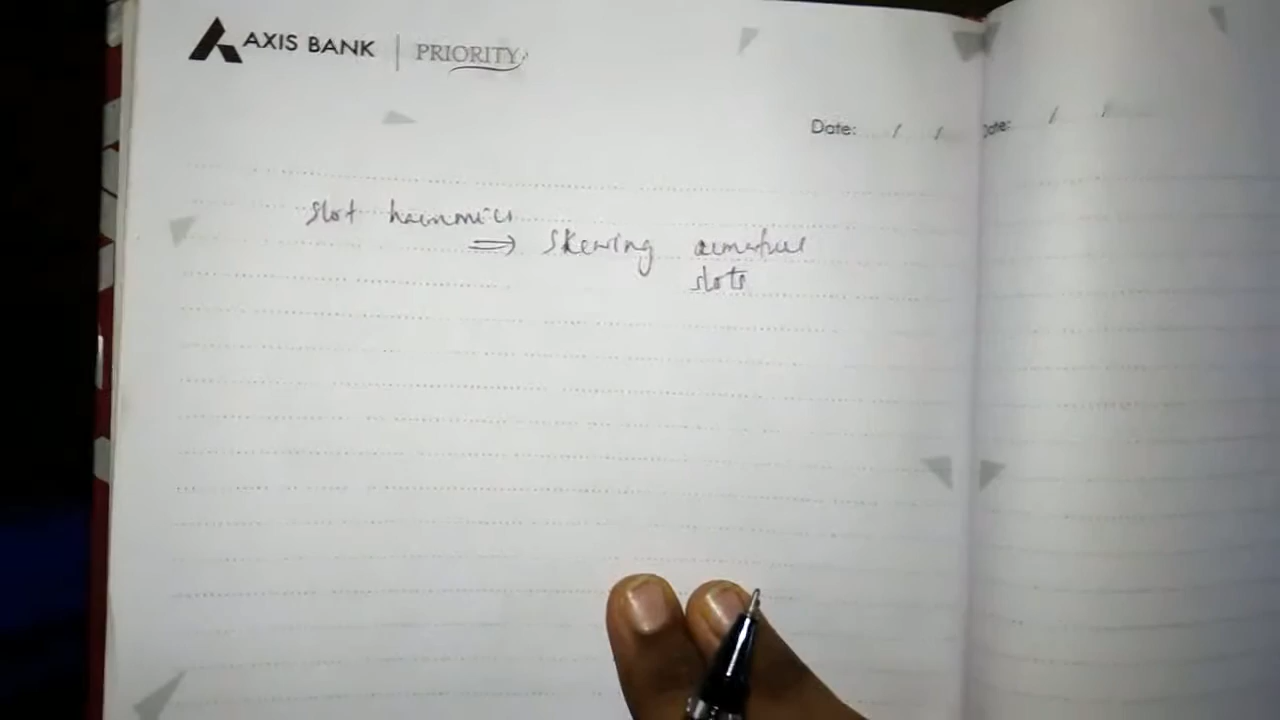 AXIS BANK | PRIORITY
Date: / /
Date: / /
slot harmonics
⇒ skewing armature
slots